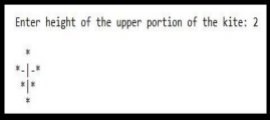 Enter height of the upper portion of the kite: 2
  *
*-|-*
 *|*
  *